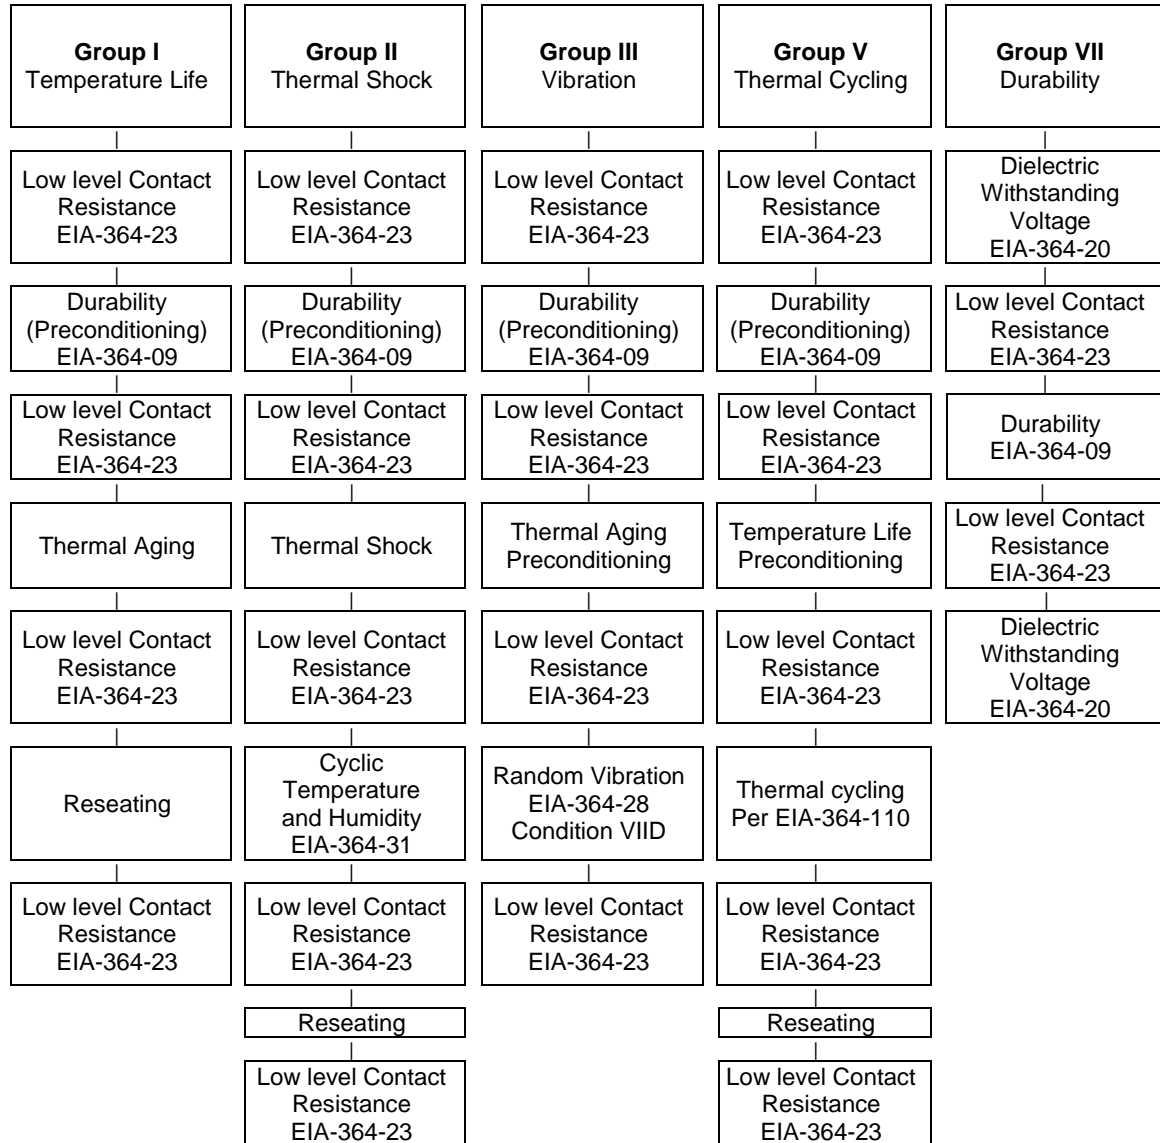 Group I
Temperature Life
Low level Contact
Resistance
EIA-364-23
Durability
(Preconditioning)
EIA-364-09
Low level Contact
Resistance
EIA-364-23
Thermal Aging
Low level Contact
Resistance
EIA-364-23
Reseating
Low level Contact
Resistance
EIA-364-23
Group II
Thermal Shock
Low level Contact
Resistance
EIA-364-23
Durability
(Preconditioning)
EIA-364-09
Low level Contact
Resistance
EIA-364-23
Thermal Shock
Low level Contact
Resistance
EIA-364-23
Cyclic
Temperature
and Humidity
EIA-364-31
Low level Contact
Resistance
EIA-364-23
Reseating
Low level Contact
Resistance
EIA-364-23
Group III
Vibration
Low level Contact
Resistance
EIA-364-23
Durability
(Preconditioning)
EIA-364-09
Low level Contact
Resistance
EIA-364-23
Thermal Aging
Preconditioning
Low level Contact
Resistance
EIA-364-23
Random Vibration
EIA-364-28
Condition VIID
Low level Contact
Resistance
EIA-364-23
Group V
Thermal Cycling
Low level Contact
Resistance
EIA-364-23
Durability
(Preconditioning)
EIA-364-09
Low level Contact
Resistance
EIA-364-23
Temperature Life
Preconditioning
Low level Contact
Resistance
EIA-364-23
Thermal cycling
Per EIA-364-110
Low level Contact
Resistance
EIA-364-23
Reseating
Low level Contact
Resistance
EIA-364-23
Group VII
Durability
Dielectric
Withstanding
Voltage
EIA-364-20
Low level Contact
Resistance
EIA-364-23
Durability
EIA-364-09
Low level Contact
Resistance
EIA-364-23
Dielectric
Withstanding
Voltage
EIA-364-20